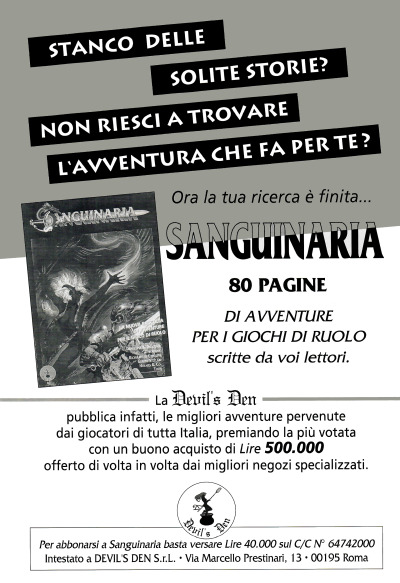 STANCO DELLE
SOLITE STORIE?
NON RIESCI A TROVARE
L'AVVENTURA CHE FA PER TE?
Ora la tua ricerca è finita...
SANGUINARIA
SANGUINARIA
80 PAGINE
DI AVVENTURE
PER I GIOCHI DI RUOLO
scritte da voi lettori.
La Devil's Den
pubblica infatti, le migliori avventure pervenute
dai giocatori di tutta Italia, premiando la più votata
con un buono acquisto di Lire 500.000
offerto di volta in volta dai migliori negozi specializzati.
Devil's Den
Per abbonarsi a Sanguinaria basta versare Lire 40.000 sul C/C N° 64742000
Intestato a DEVIL'S DEN S.r.L. • Via Marcello Prestinari, 13 • 00195 Roma